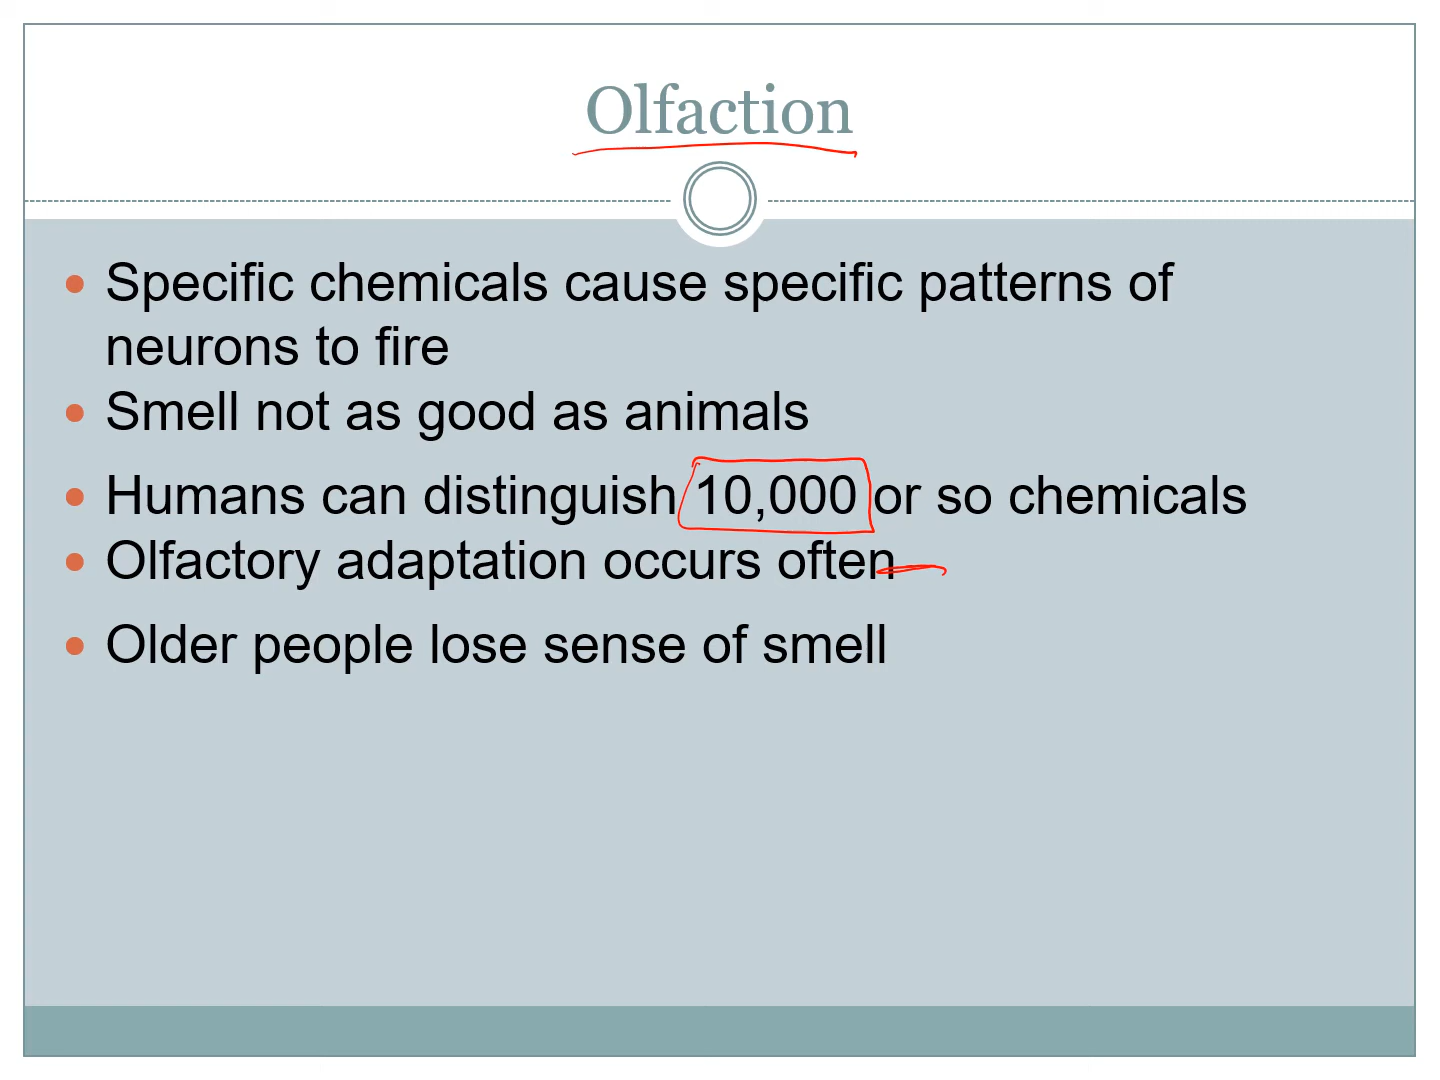 Olfaction
• Specific chemicals cause specific patterns of
neurons to fire
• Smell not as good as animals
• Humans can distinguish 10,000 or so chemicals
• Olfactory adaptation occurs often
• Older people lose sense of smell